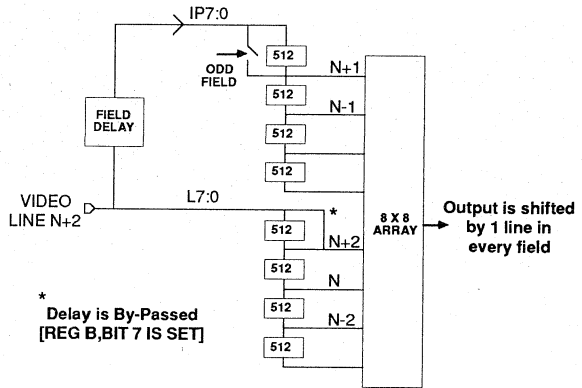 IP7:0
512
ODD
FIELD
N+1
512
N-1
FIELD
DELAY
512
512
VIDEO
LINE N+2
L7:0
*
8 X 8
ARRAY
Output is shifted
by 1 line in
every field
512
N+2
512
N
*
Delay is By-Passed
[REG B,BIT 7 IS SET]
512
N-2
512